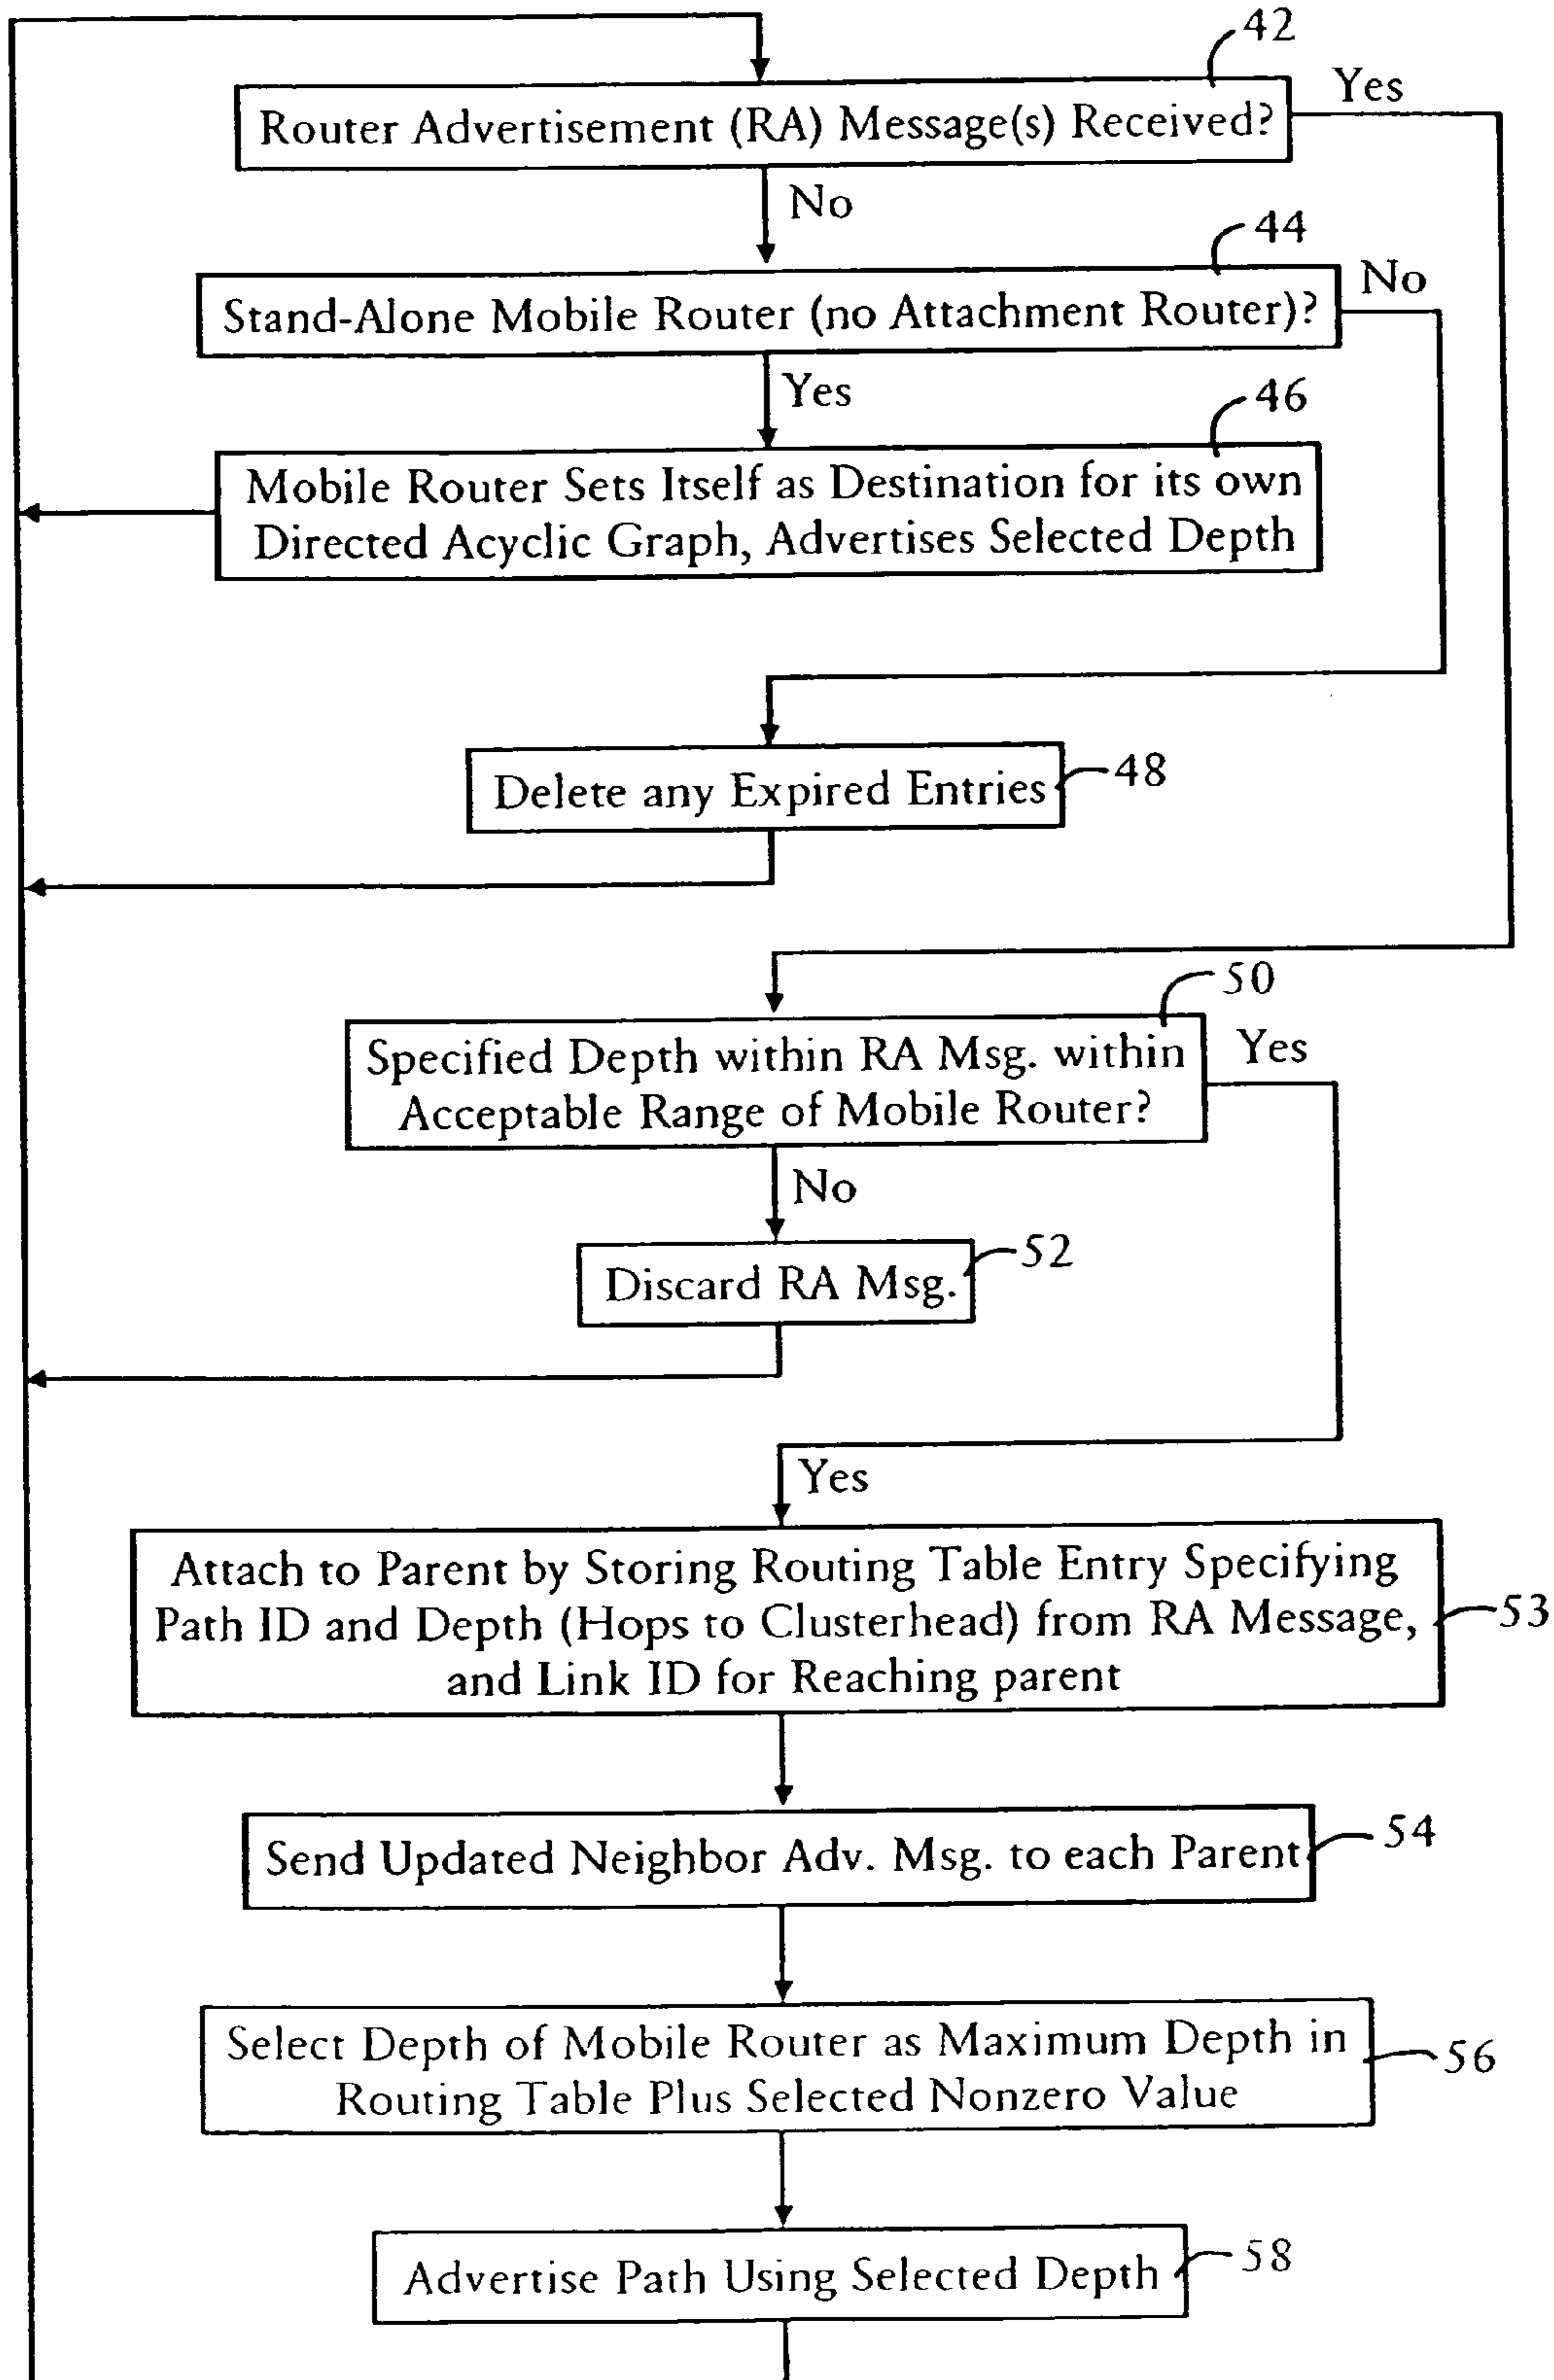 42
Yes
Router Advertisement (RA) Message(s) Received?
No
44
No
Stand-Alone Mobile Router (no Attachment Router)?
Yes
46
Mobile Router Sets Itself as Destination for its own
Directed Acyclic Graph, Advertises Selected Depth
Delete any Expired Entries
48
50
Specified Depth within RA Msg. within
Acceptable Range of Mobile Router?
Yes
No
Discard RA Msg.
52
Yes
Attach to Parent by Storing Routing Table Entry Specifying
Path ID and Depth (Hops to Clusterhead) from RA Message,
and Link ID for Reaching parent
53
Send Updated Neighbor Adv. Msg. to each Parent
54
Select Depth of Mobile Router as Maximum Depth in
Routing Table Plus Selected Nonzero Value
56
Advertise Path Using Selected Depth
58